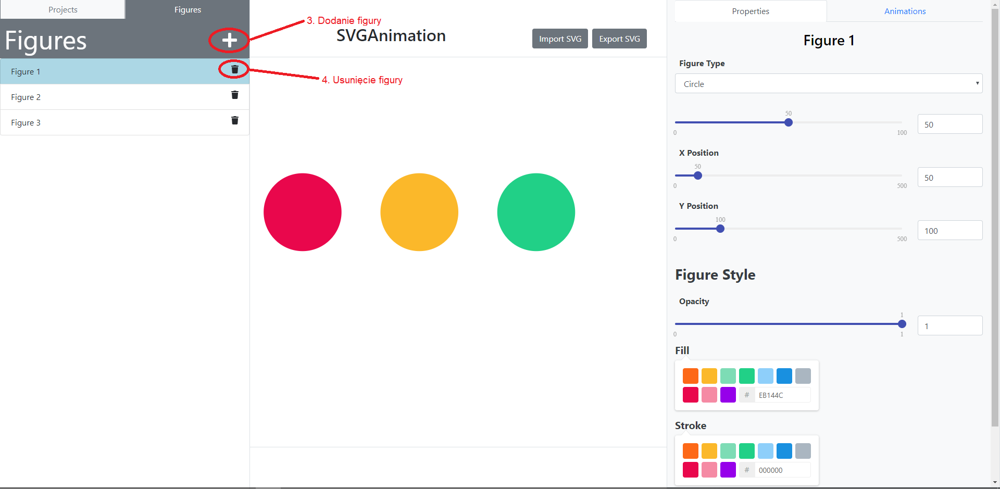 Projects
Figures
Figures
3. Dodanie figury
SVGAnimation
Import SVG
Export SVG
Figure 1
4. Usunięcie figury
Figure 2
Figure 3
Properties
Animations
Figure 1
Figure Type
Circle
50
0
100
50
X Position
50
0
500
50
Y Position
100
0
500
100
Figure Style
Opacity
1
0
1
1
Fill
# EB144C
Stroke
# 000000